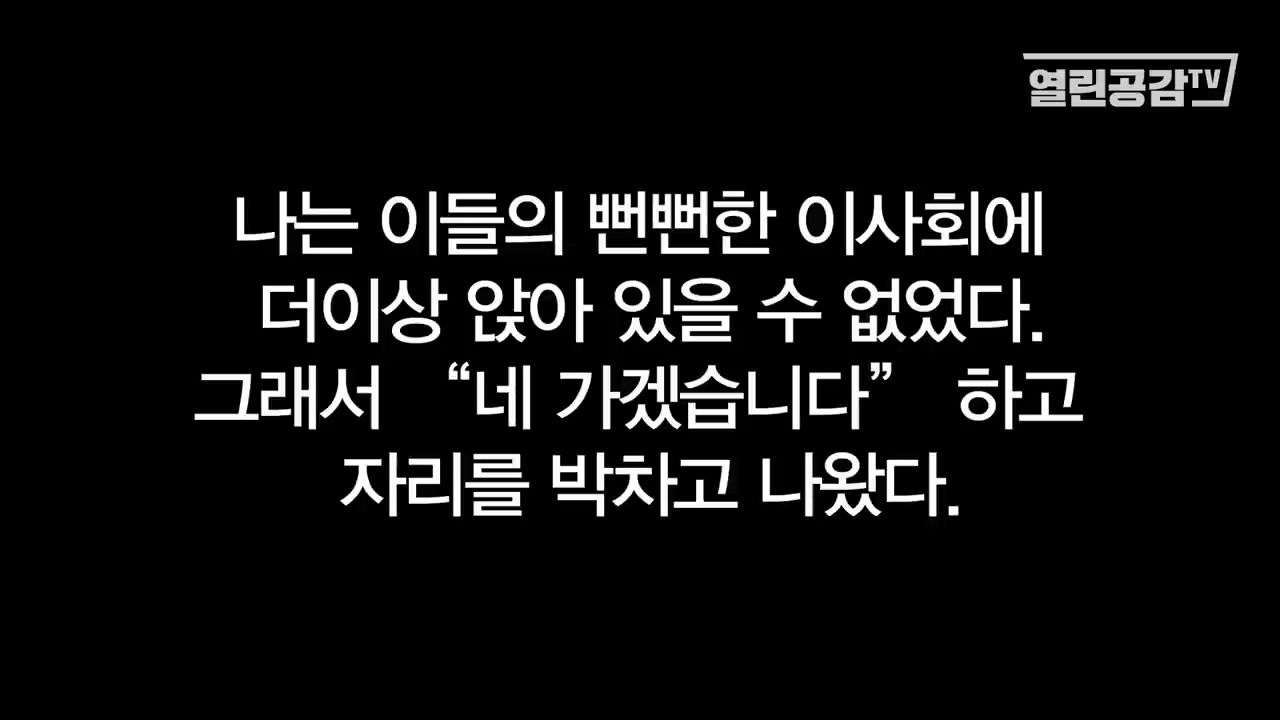 열린공감TV
나는 이들의 뻔뻔한 이사회에
더이상 앉아 있을 수 없었다.
그래서 “네 가겠습니다” 하고
자리를 박차고 나왔다.